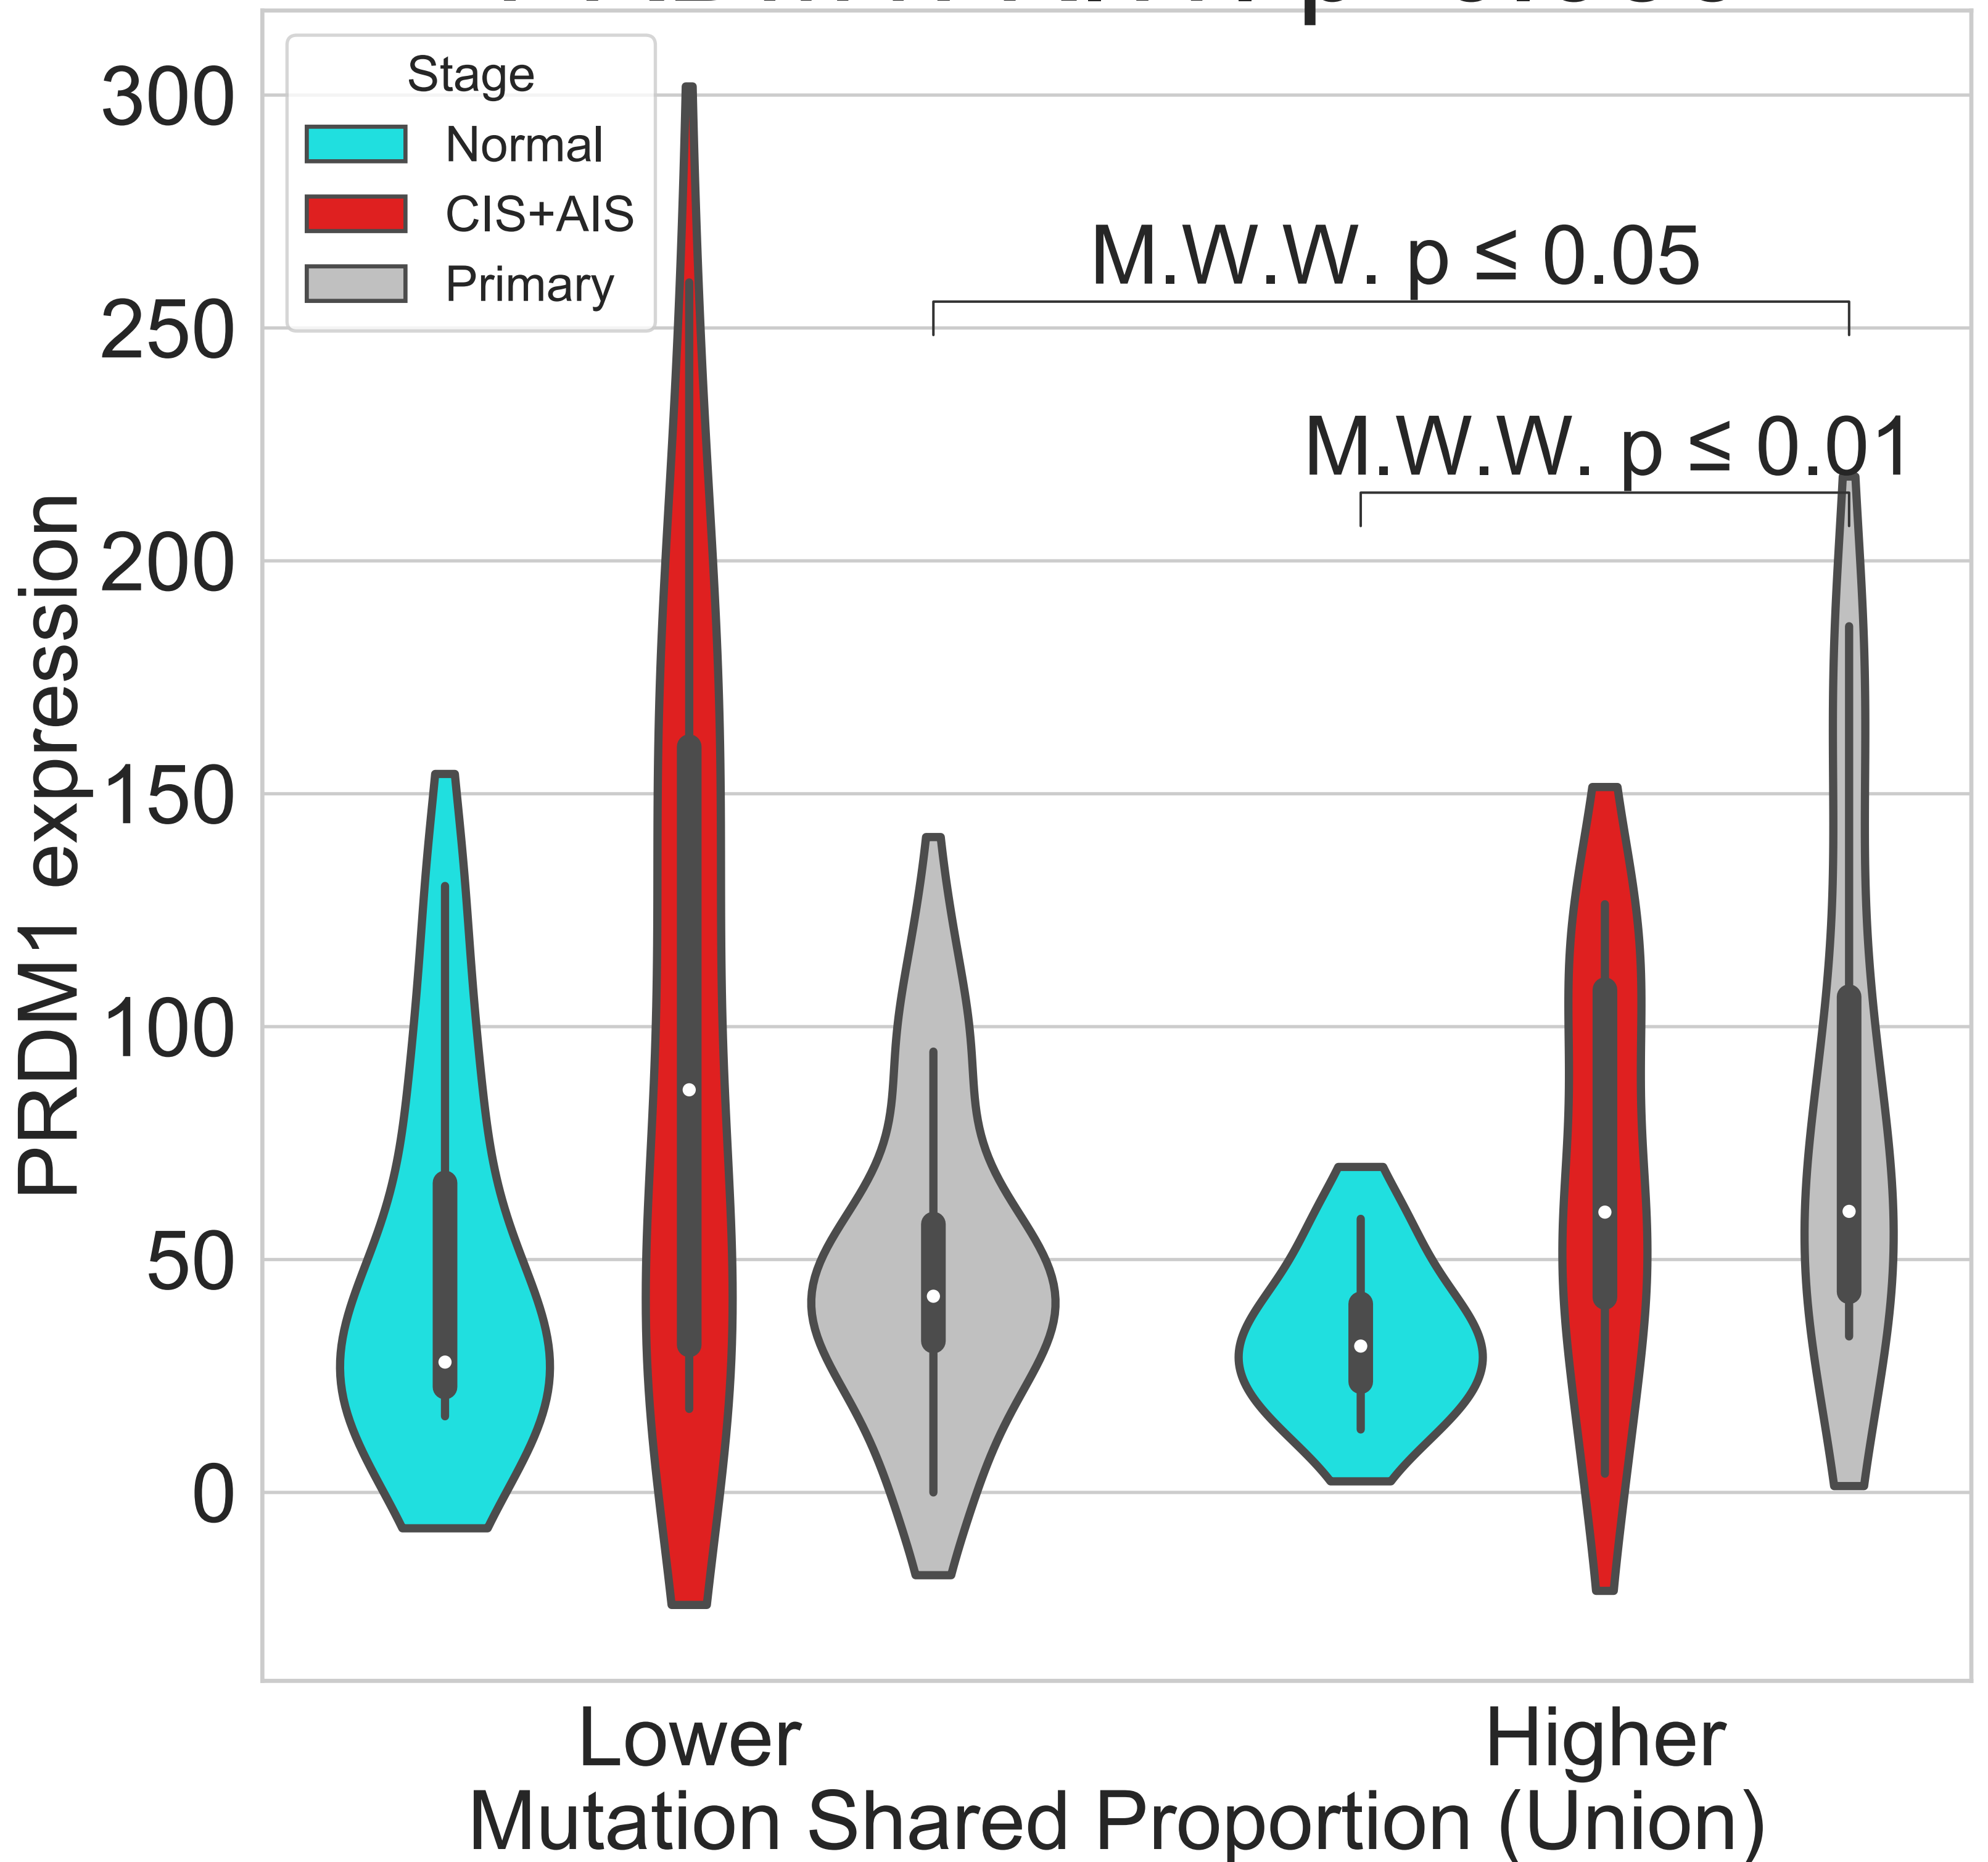 Stage
Normal
CIS+AIS
Primary
300
250
200
150
100
50
0
PRDM1 expression
M.W.W. p ≤ 0.05
M.W.W. p ≤ 0.01
Lower
Higher
Mutation Shared Proportion (Union)